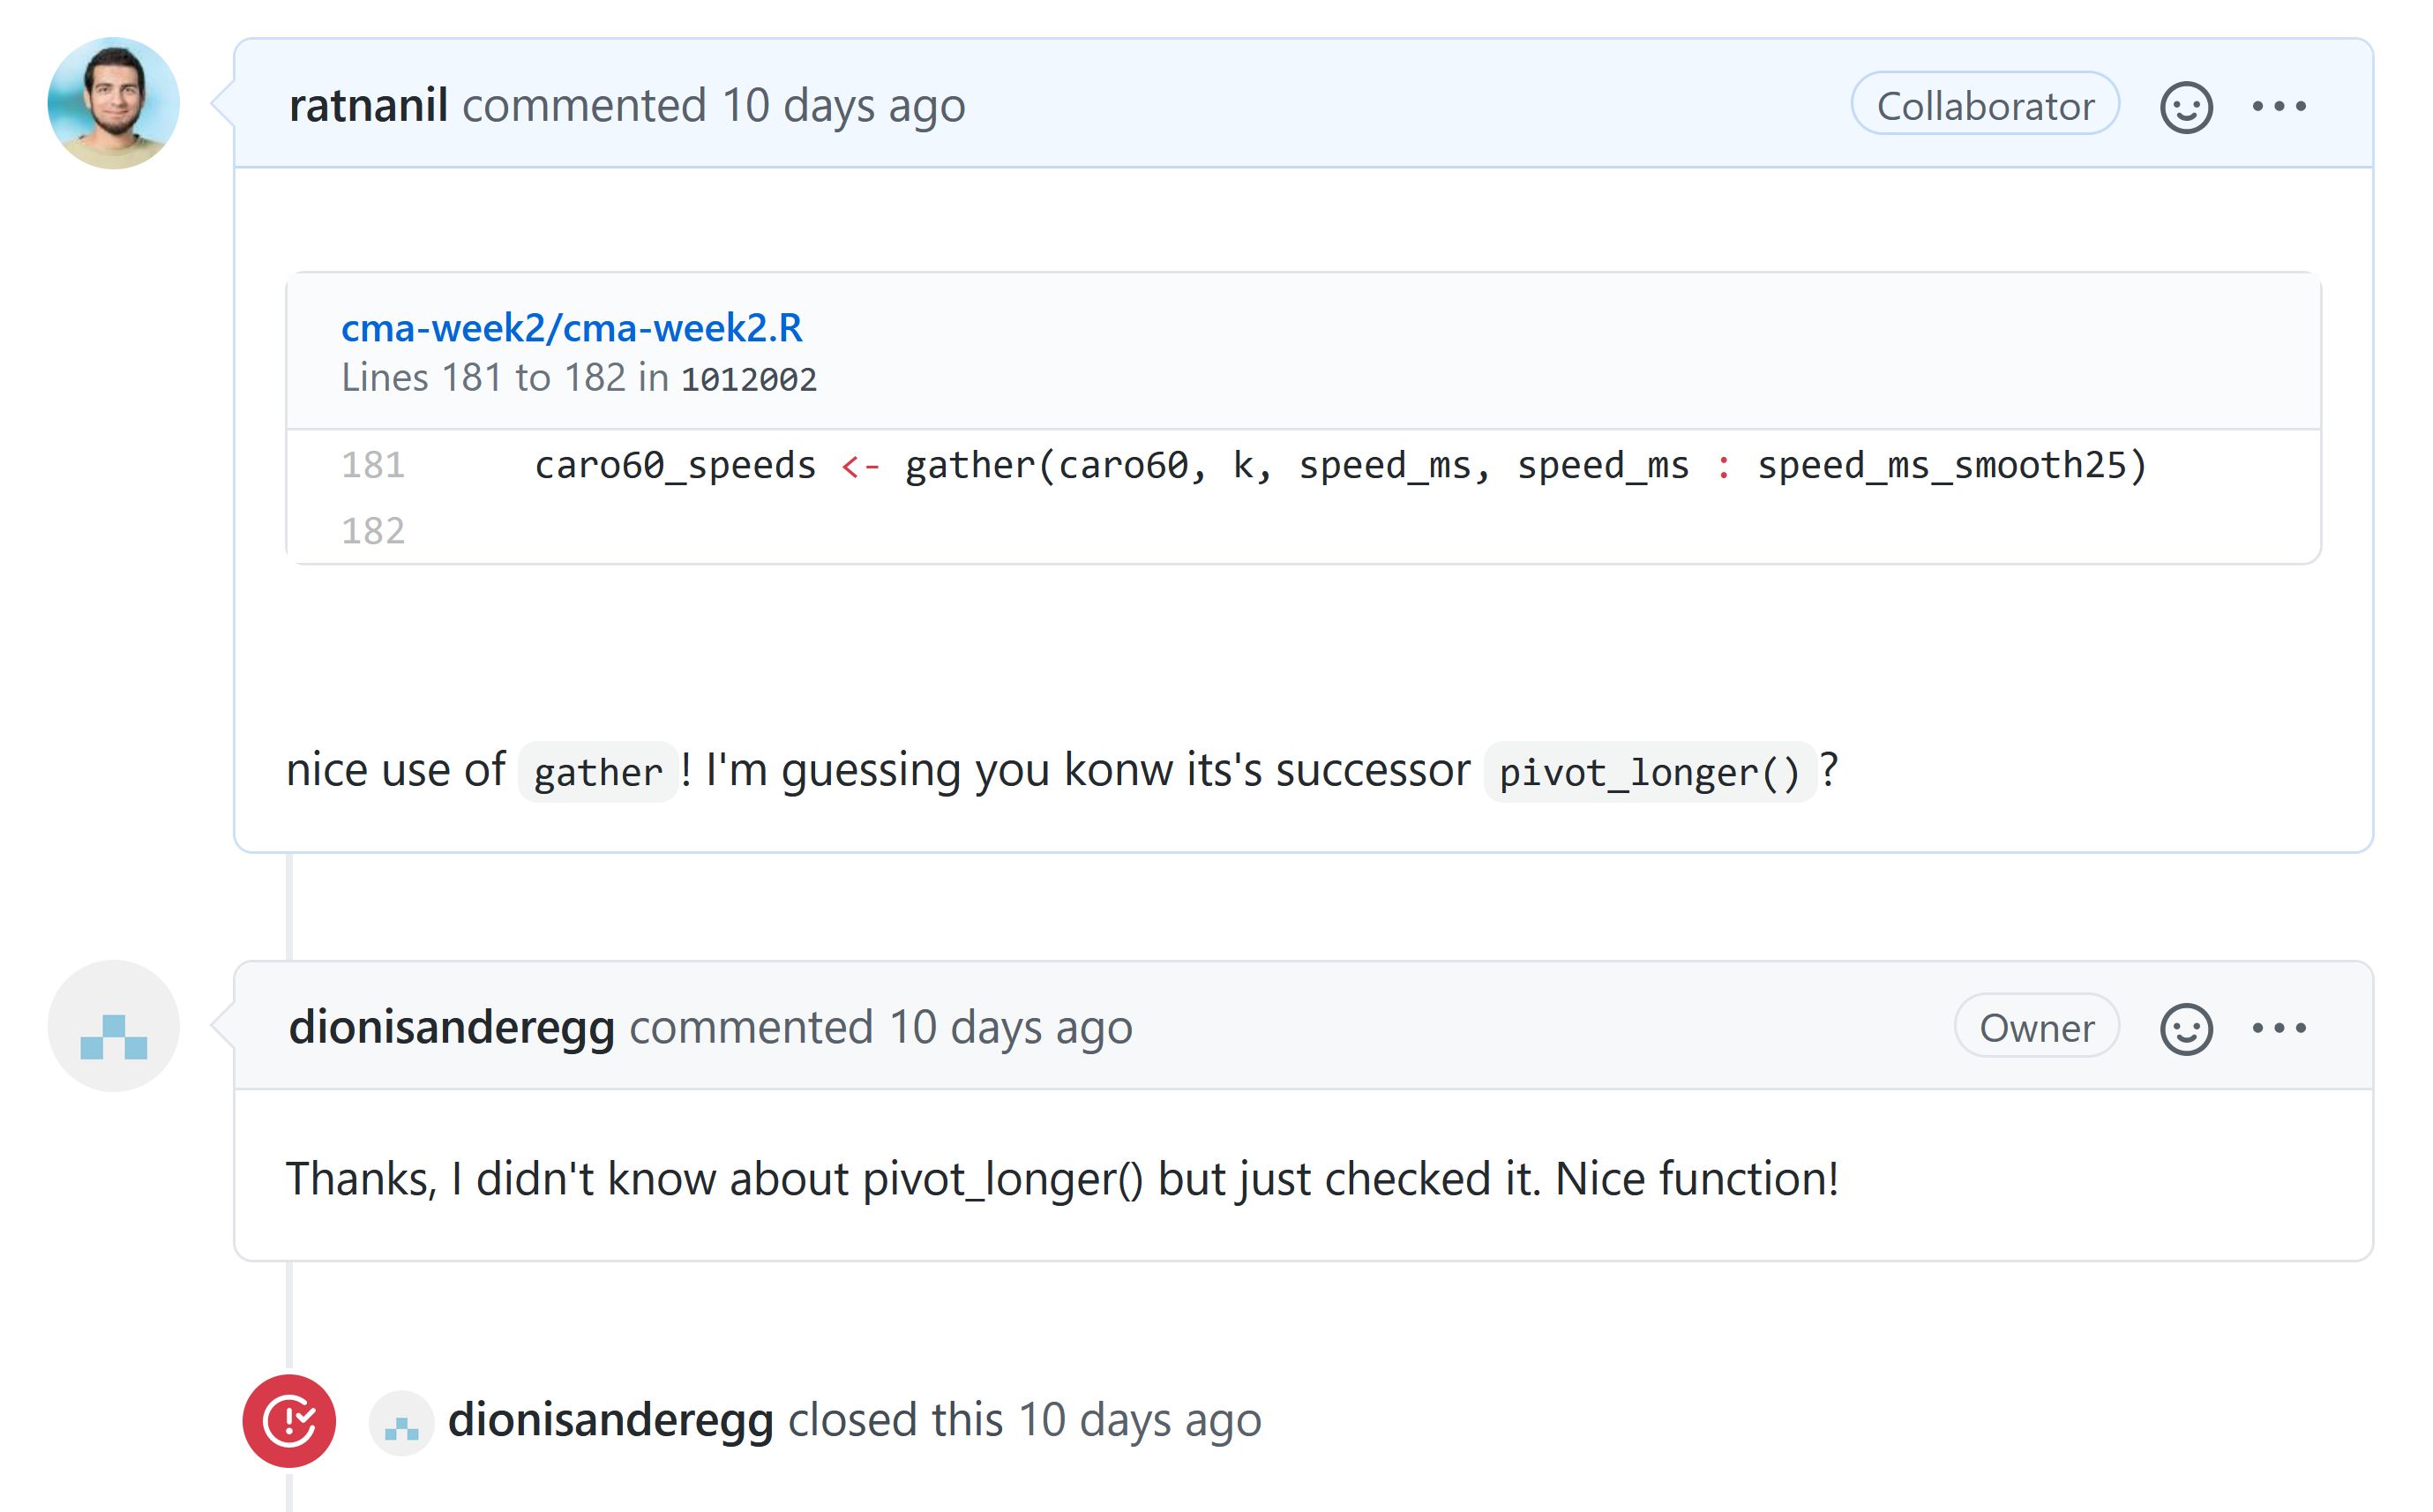 ratnanil commented 10 days ago
Collaborator
cma-week2/cma-week2.R
Lines 181 to 182 in 1012002
181 caro60_speeds <- gather(caro60, k, speed_ms, speed_ms : speed_ms_smooth25)
182
nice use of gather! I'm guessing you konw its's successor pivot_longer()?
dionisanderegg commented 10 days ago
Owner
Thanks, I didn't know about pivot_longer() but just checked it. Nice function!
dionisanderegg closed this 10 days ago